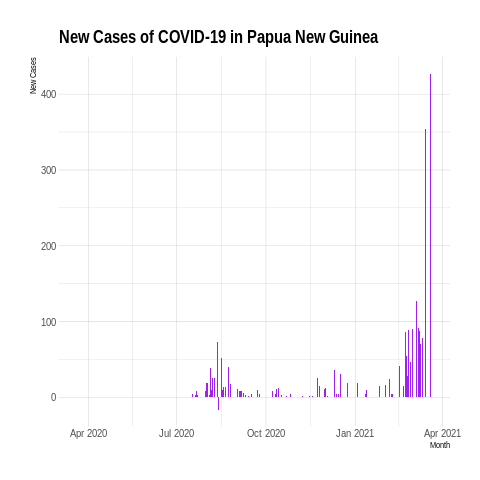 New Cases of COVID-19 in Papua New Guinea
New Cases
400
300
200
100
0
Apr 2020 Jul 2020 Oct 2020 Jan 2021 Apr 2021
Month